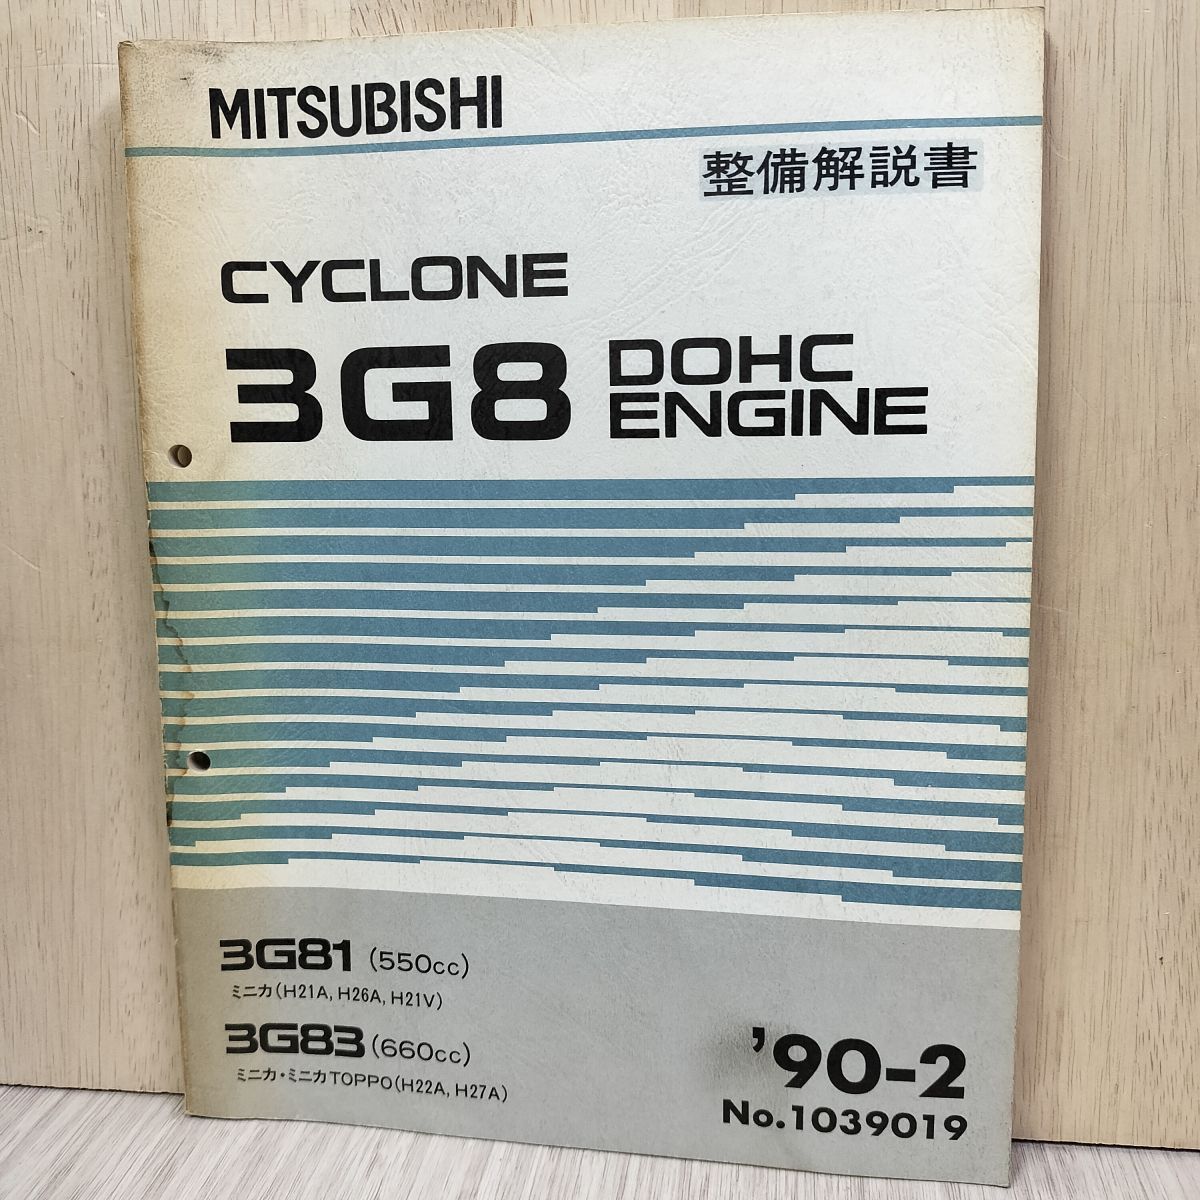 MITSUBISHI
整備解説書
CYCLONE
3G8 DOHC ENGINE
3G81 (550cc)
ミニカ(H21A, H26A, H21V)
3G83 (660cc)
ミニカ・ミニカTOPPO(H22A, H27A)
'90-2
No.1039019